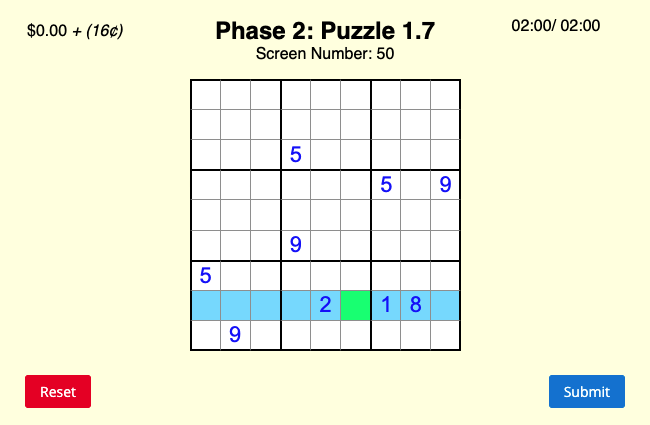 $0.00 + (16¢)
Phase 2: Puzzle 1.7
02:00/ 02:00
Screen Number: 50
5
5 9
9
5
2 1 8
9
Reset
Submit